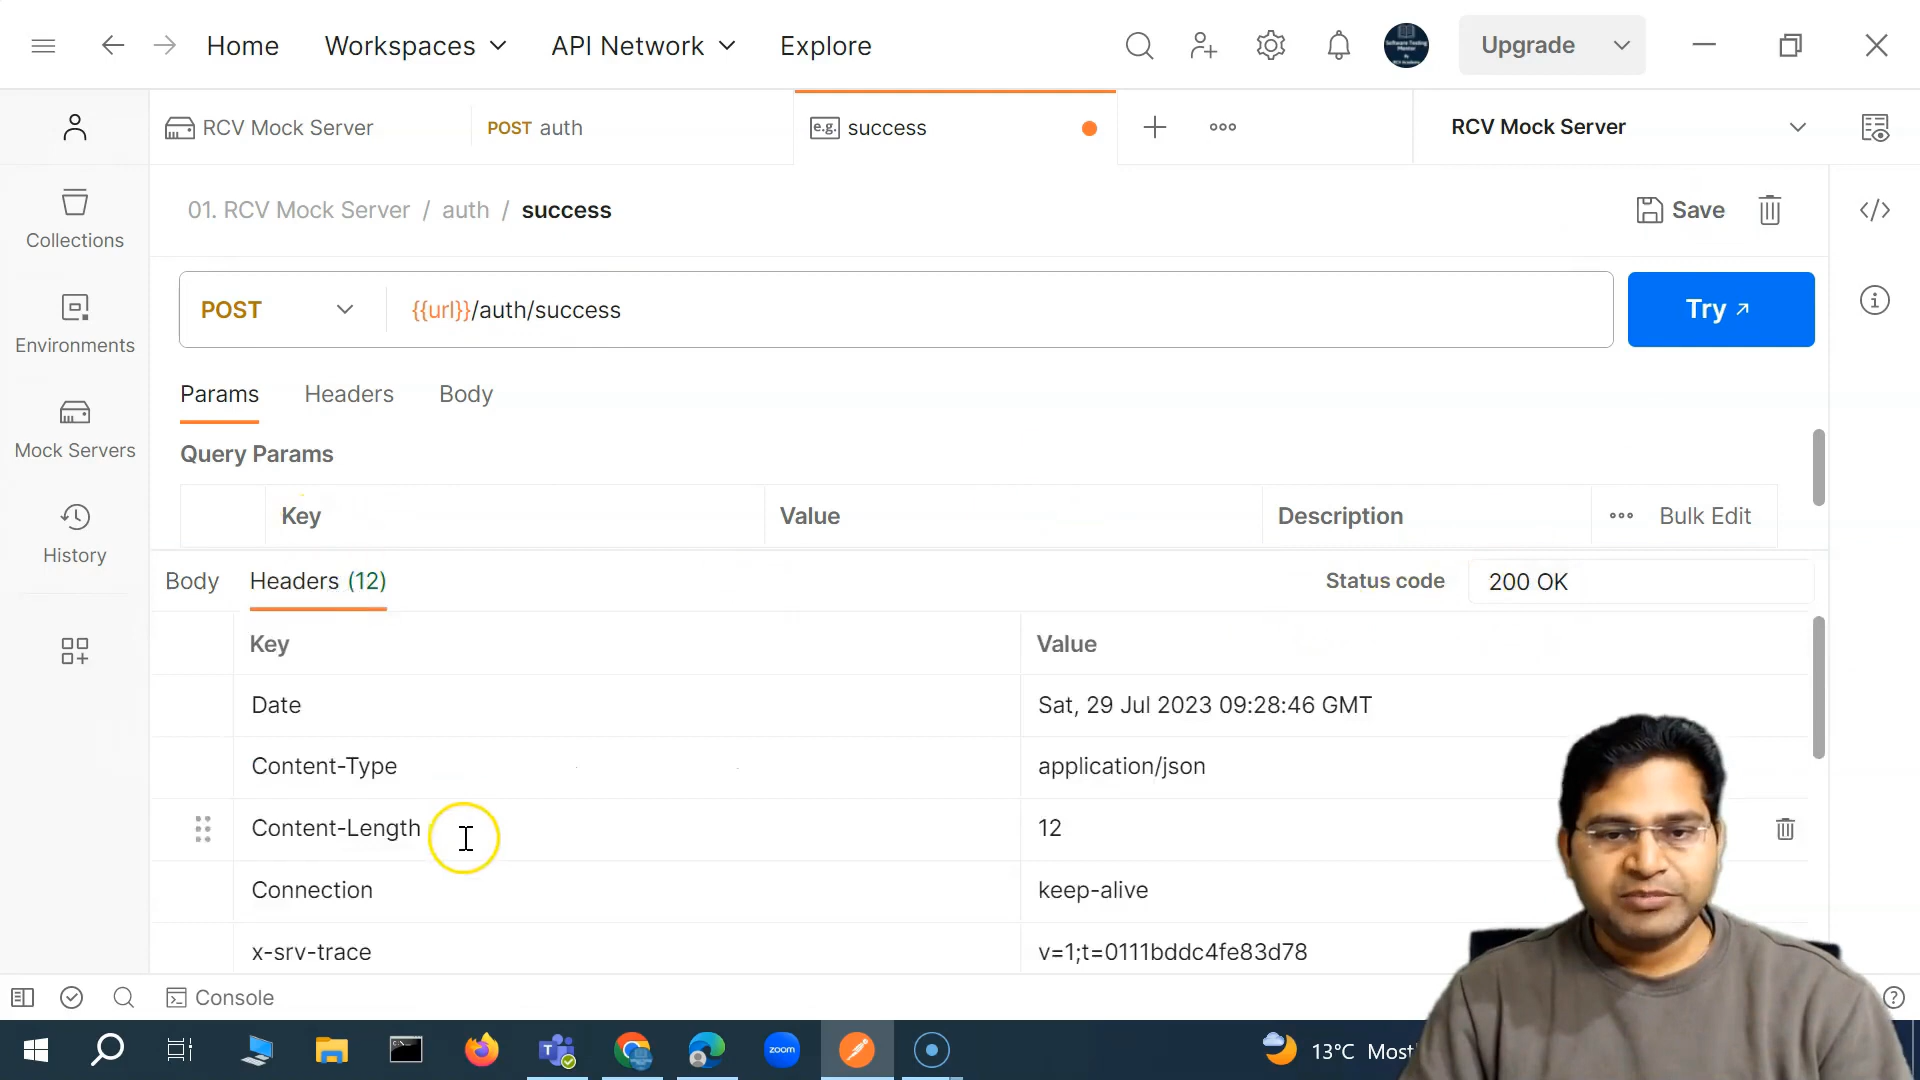 Home Workspaces API Network Explore Upgrade
RCV Mock Server POST auth e.g. success RCV Mock Server
01. RCV Mock Server / auth / success Save
Collections
POST {{url}}/auth/success Try
Environments
Params Headers Body
Mock Servers
Query Params
Key Value Description Bulk Edit
History
Body Headers (12) Status code 200 OK
Key Value
Date Sat, 29 Jul 2023 09:28:46 GMT
Content-Type application/json
Content-Length 12
Connection keep-alive
x-srv-trace v=1;t=0111bddc4fe83d78
Console
zoom 13°C